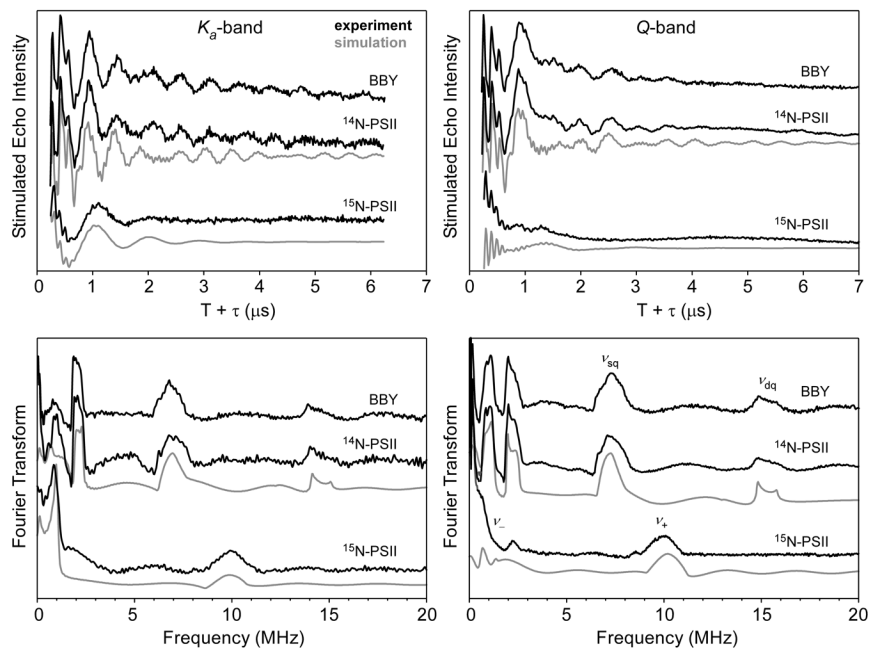 Kₐ-band
experiment
simulation
BBY
¹⁴N-PSII
¹⁵N-PSII
Stimulated Echo Intensity
0 1 2 3 4 5 6 7
T + τ (μs)
Q-band
BBY
¹⁴N-PSII
¹⁵N-PSII
Stimulated Echo Intensity
0 1 2 3 4 5 6 7
T + τ (μs)
BBY
¹⁴N-PSII
¹⁵N-PSII
Fourier Transform
0 5 10 15 20
Frequency (MHz)
νsq
νdq
BBY
¹⁴N-PSII
ν₋
ν₊
¹⁵N-PSII
Fourier Transform
0 5 10 15 20
Frequency (MHz)